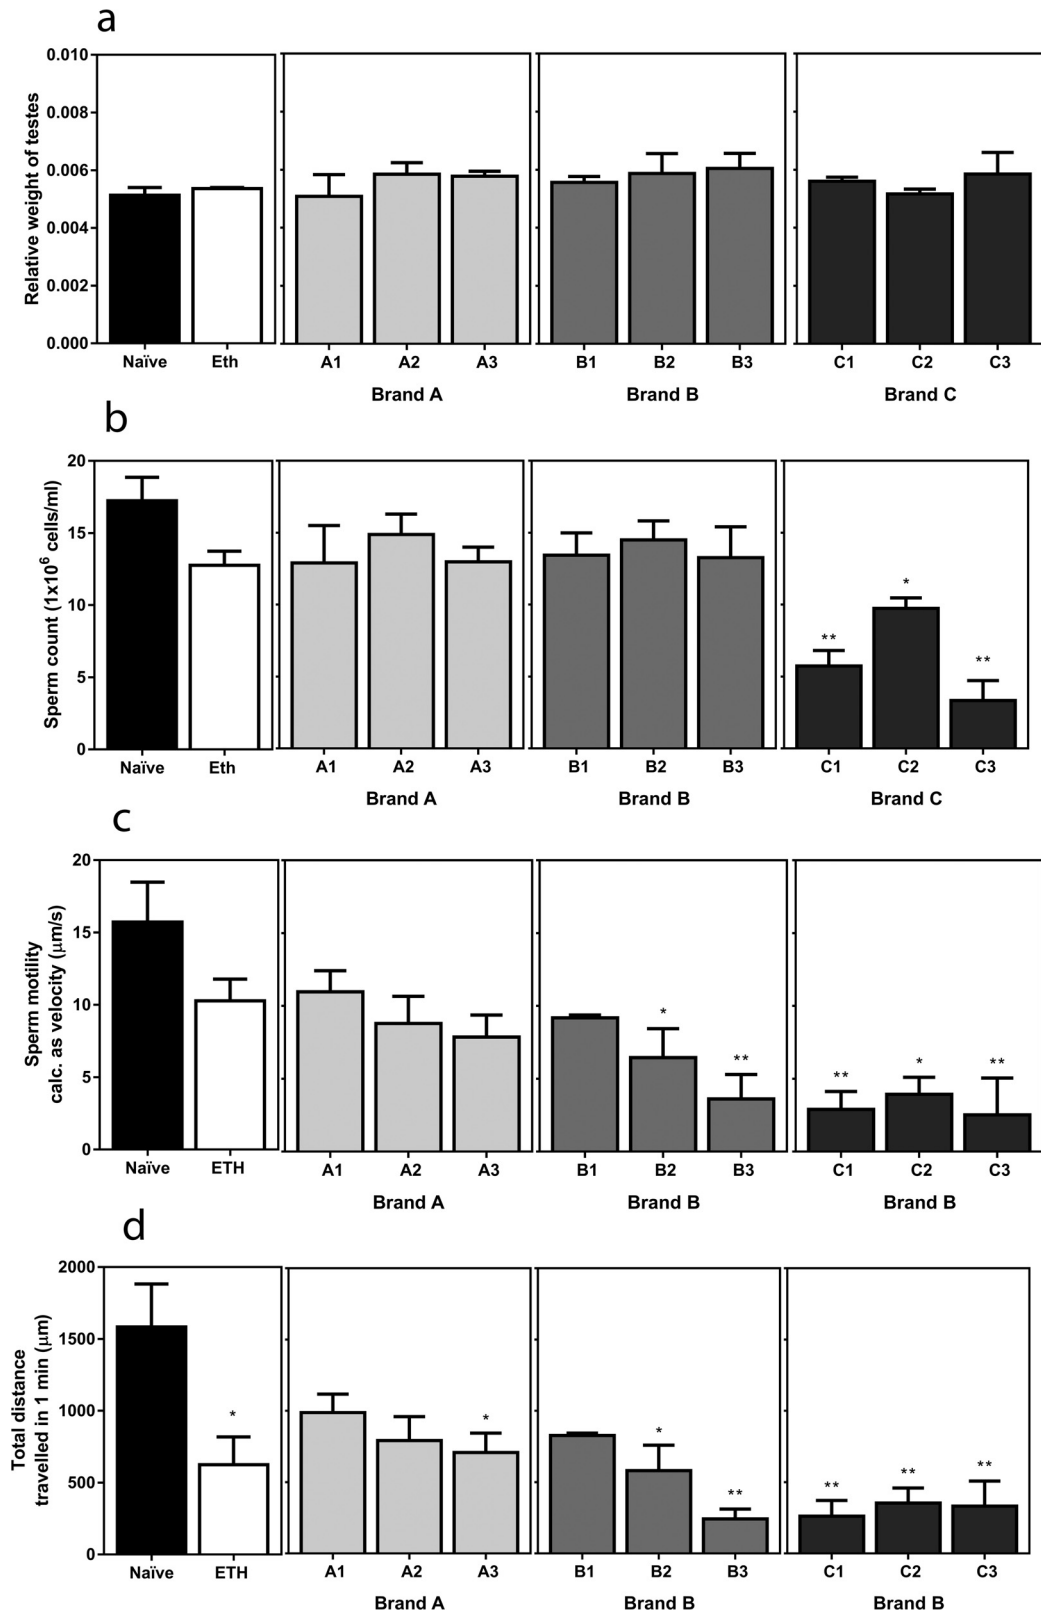 a
Relative weight of testes
0.010
0.008
0.006
0.004
0.002
0.000
Naïve Eth A1 A2 A3 B1 B2 B3 C1 C2 C3
Brand A Brand B Brand C
b
Sperm count (1x10⁶ cells/ml)
20
15
10
5
0
** * **
Naïve Eth A1 A2 A3 B1 B2 B3 C1 C2 C3
Brand A Brand B Brand C
c
Sperm motility
calc. as velocity (μm/s)
20
15
10
5
0
* ** ** * **
Naïve ETH A1 A2 A3 B1 B2 B3 C1 C2 C3
Brand A Brand B Brand B
d
Total distance
travelled in 1 min (μm)
2000
1500
1000
500
0
* * * ** ** ** **
Naïve ETH A1 A2 A3 B1 B2 B3 C1 C2 C3
Brand A Brand B Brand B